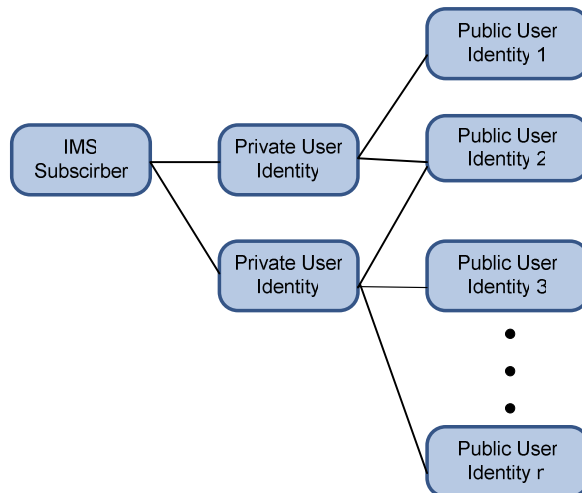 Public User
Identity 1
IMS
Subscirber
Private User
Identity
Public User
Identity 2
Private User
Identity
Public User
Identity 3
Public User
Identity n